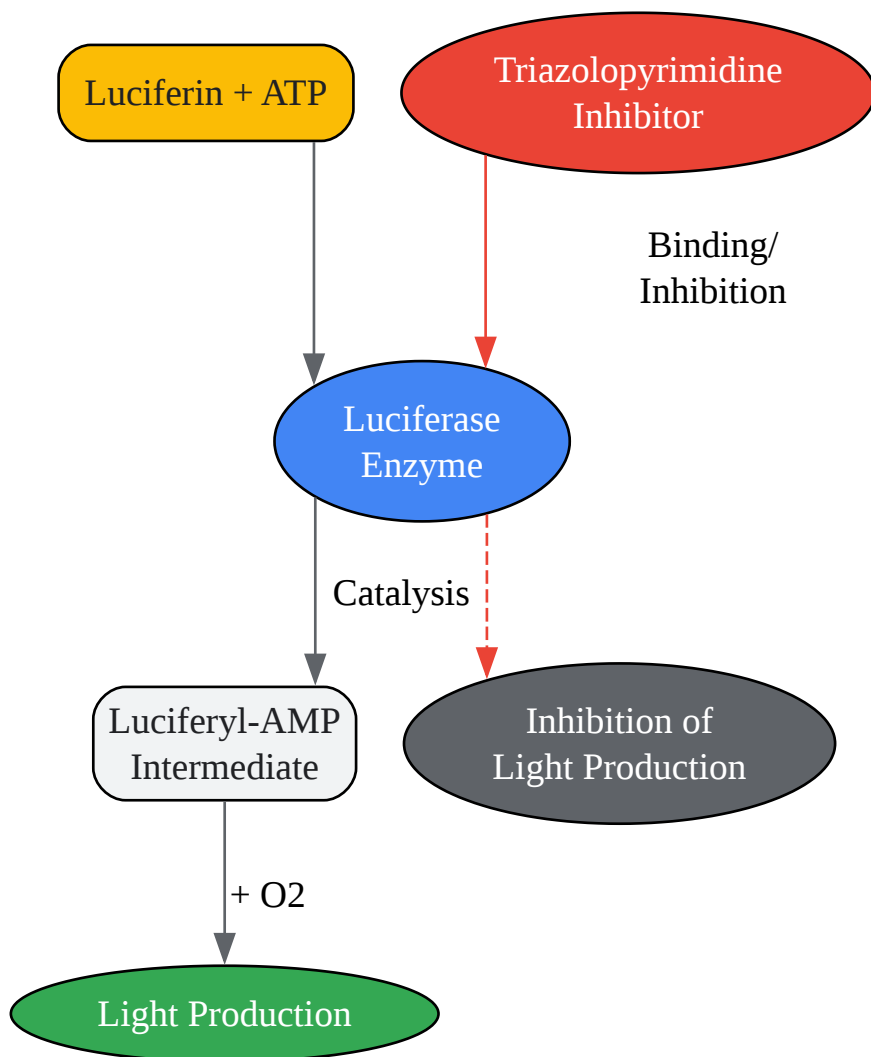 Luciferin + ATP
Triazolopyrimidine
Inhibitor
Binding/
Inhibition
Luciferase
Enzyme
Catalysis
Luciferyl-AMP
Intermediate
Inhibition of
Light Production
+ O2
Light Production